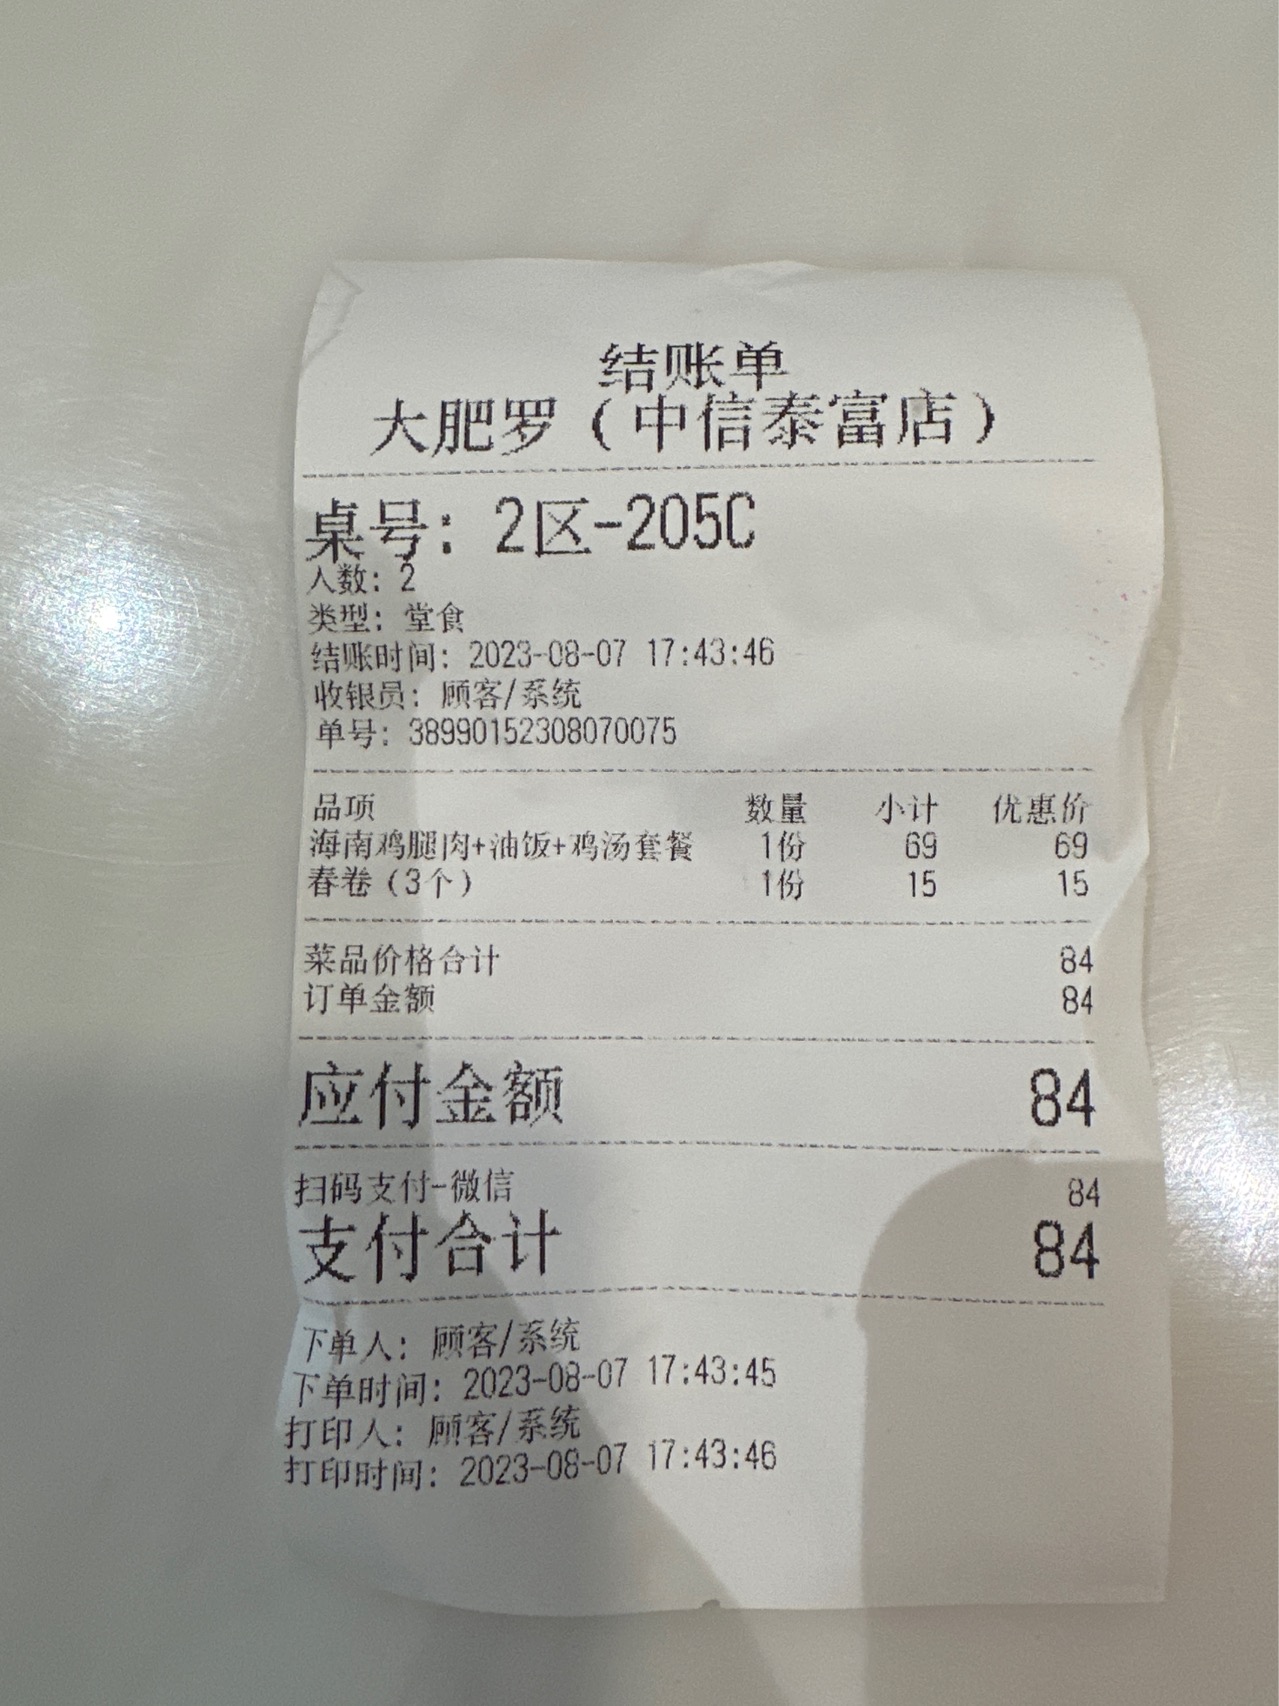 结账单
大肥罗（中信泰富店）
桌号: 2区-205C
人数: 2
类型: 堂食
结账时间: 2023-08-07 17:43:46
收银员: 顾客/系统
单号: 38990152308070075
品项 数量 小计 优惠价
海南鸡腿肉+油饭+鸡汤套餐 1份 69 69
春卷（3个） 1份 15 15
菜品价格合计 84
订单金额 84
应付金额 84
扫码支付-微信 84
支付合计 84
下单人: 顾客/系统
下单时间: 2023-08-07 17:43:45
打印人: 顾客/系统
打印时间: 2023-08-07 17:43:46